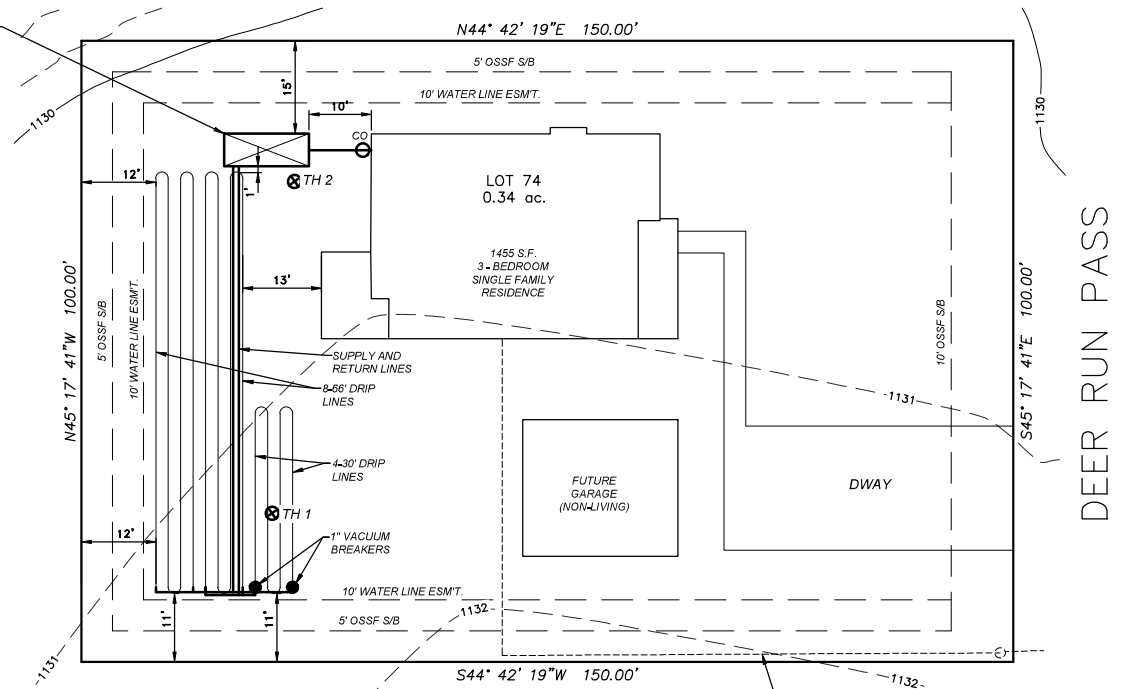 N44° 42' 19"E 150.00'
5' OSSF S/B
10' WATER LINE ESM'T.
15'
10'
CO
1130
1130
12'
1'
TH 2
LOT 74
0.34 ac.
1455 S.F.
3 - BEDROOM
SINGLE FAMILY
RESIDENCE
13'
N45° 17' 41"W 100.00'
5' OSSF S/B
10' WATER LINE ESM'T.
10' OSSF S/B
S45° 17' 41"E 100.00'
DEER RUN PASS
SUPPLY AND
RETURN LINES
8-66' DRIP
LINES
1131
4-30' DRIP
LINES
FUTURE
GARAGE
(NON-LIVING)
DWAY
TH 1
12'
1" VACUUM
BREAKERS
10' WATER LINE ESM'T.
5' OSSF S/B
11'
11'
1132
1131
S44° 42' 19"W 150.00'
1132